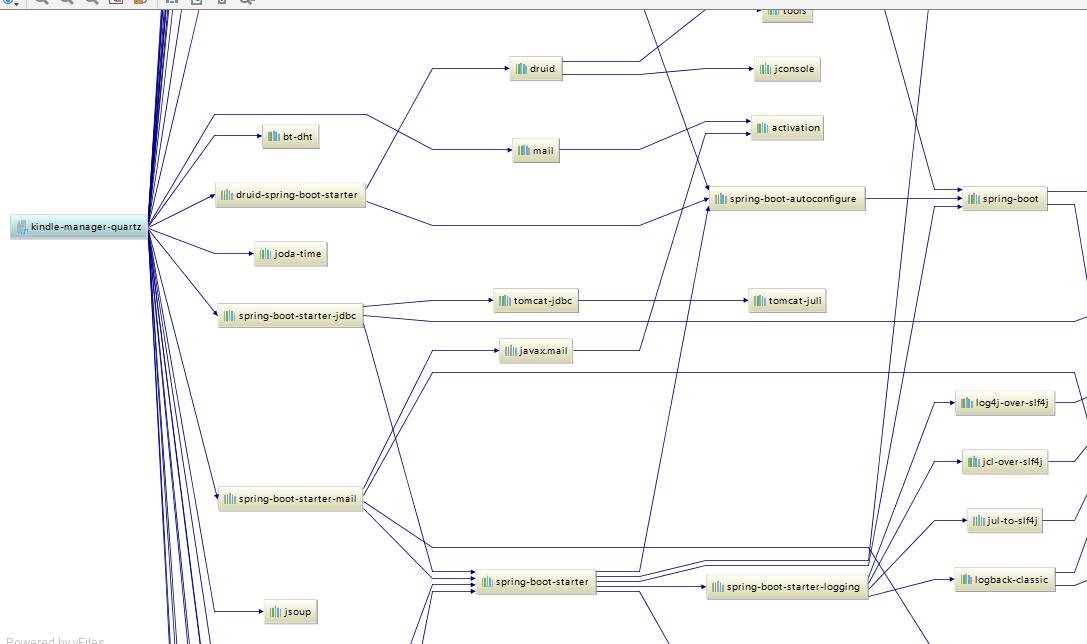 tools
druid
jconsole
bt-dht
activation
mail
druid-spring-boot-starter
spring-boot-autoconfigure
spring-boot
kindle-manager-quartz
joda-time
tomcat-jdbc
tomcat-juli
spring-boot-starter-jdbc
javax.mail
log4j-over-slf4j
jcl-over-slf4j
spring-boot-starter-mail
jul-to-slf4j
spring-boot-starter
spring-boot-starter-logging
logback-classic
jsoup
Powered by yFiles